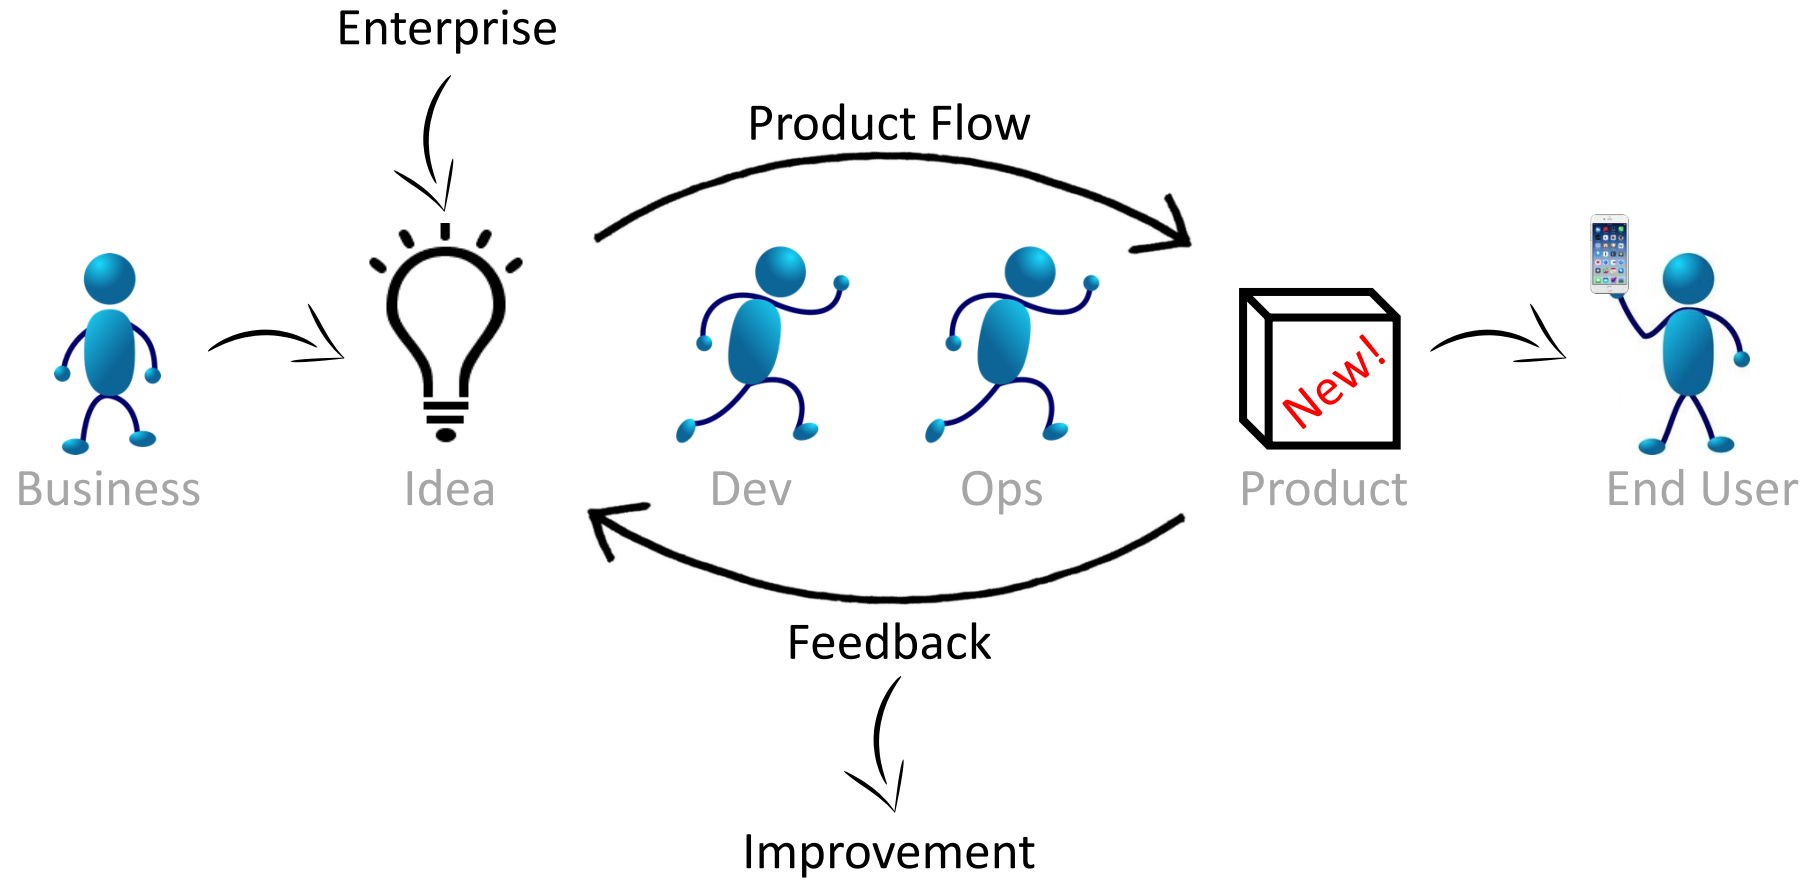 Enterprise
Product Flow
New!
Business
Idea
Dev
Ops
Product
End User
Feedback
Improvement